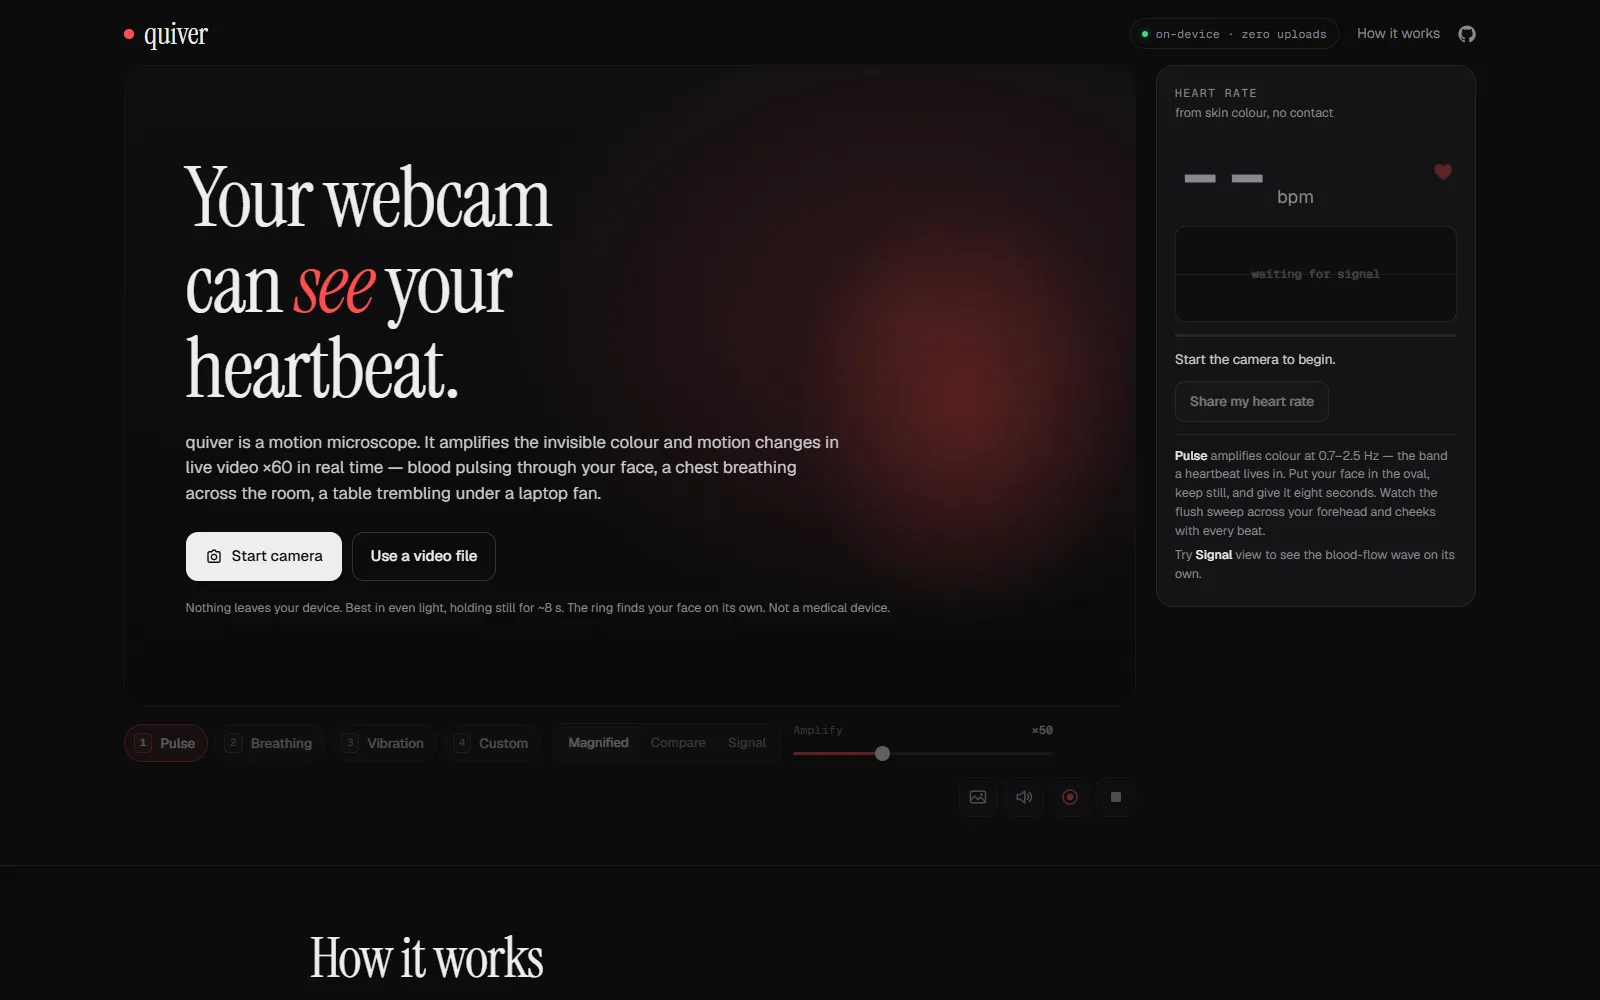 quiver
on-device · zero uploads
How it works
Your webcam
can see your
heartbeat.
quiver is a motion microscope. It amplifies the invisible colour and motion changes in
live video ×60 in real time — blood pulsing through your face, a chest breathing
across the room, a table trembling under a laptop fan.
Start camera
Use a video file
Nothing leaves your device. Best in even light, holding still for ~8 s. The ring finds your face on its own. Not a medical device.
HEART RATE
from skin colour, no contact
-- bpm
waiting for signal
Start the camera to begin.
Share my heart rate
Pulse amplifies colour at 0.7–2.5 Hz — the band
a heartbeat lives in. Put your face in the oval,
keep still, and give it eight seconds. Watch the
flush sweep across your forehead and cheeks
with every beat.
Try Signal view to see the blood-flow wave on its
own.
1 Pulse
2 Breathing
3 Vibration
4 Custom
Magnified
Compare
Signal
Amplify
×50
How it works